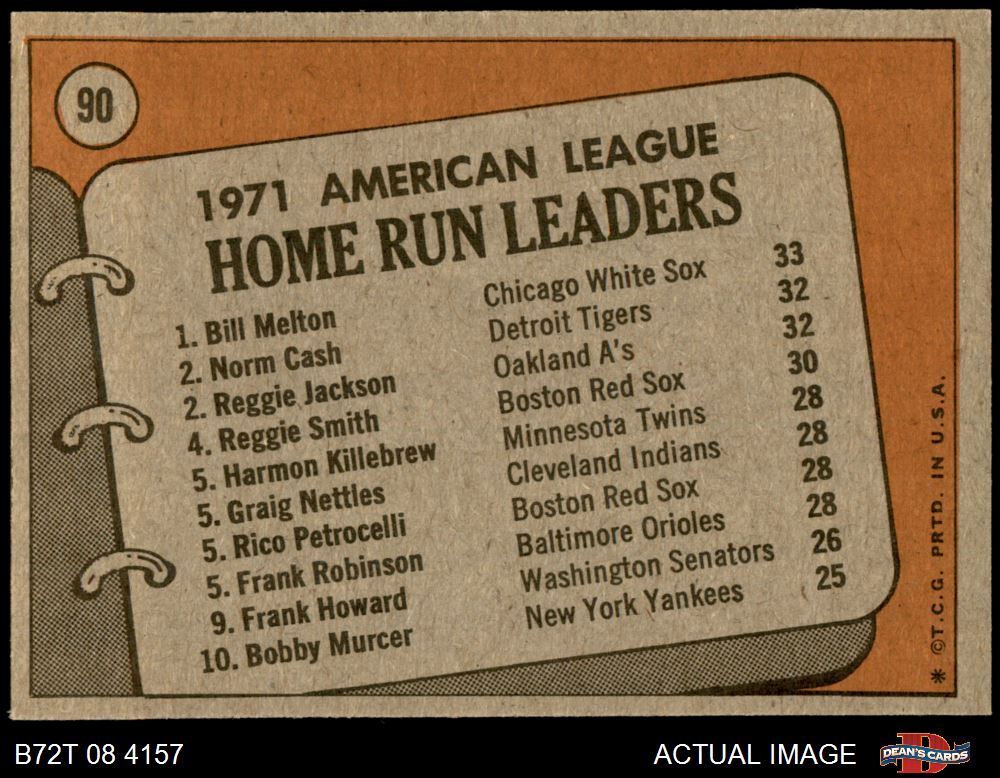 90
1971 AMERICAN LEAGUE
HOME RUN LEADERS
1. Bill Melton Chicago White Sox 33
2. Norm Cash Detroit Tigers 32
2. Reggie Jackson Oakland A's 32
4. Reggie Smith Boston Red Sox 30
5. Harmon Killebrew Minnesota Twins 28
5. Graig Nettles Cleveland Indians 28
5. Rico Petrocelli Boston Red Sox 28
5. Frank Robinson Baltimore Orioles 28
9. Frank Howard Washington Senators 26
10. Bobby Murcer New York Yankees 25
* ©T.C.G. PRTD. IN U.S.A.
B72T 08 4157 ACTUAL IMAGE DEAN'S CARDS